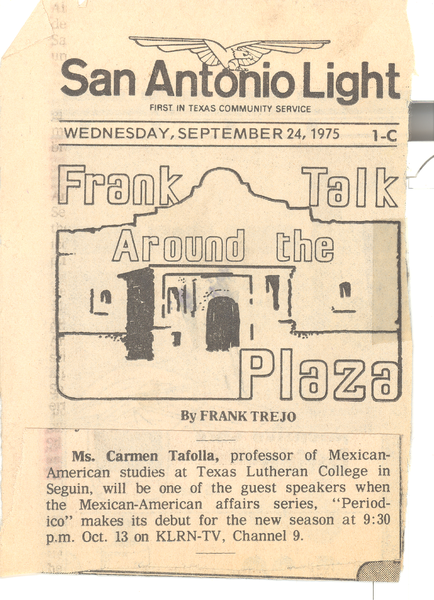 San Antonio Light
FIRST IN TEXAS COMMUNITY SERVICE
WEDNESDAY, SEPTEMBER 24, 1975 1-C
Frank Talk
Around the
Plaza
By FRANK TREJO
Ms. Carmen Tafolla, professor of Mexican-
American studies at Texas Lutheran College in
Seguin, will be one of the guest speakers when
the Mexican-American affairs series, "Period-
ico" makes its debut for the new season at 9:30
p.m. Oct. 13 on KLRN-TV, Channel 9.